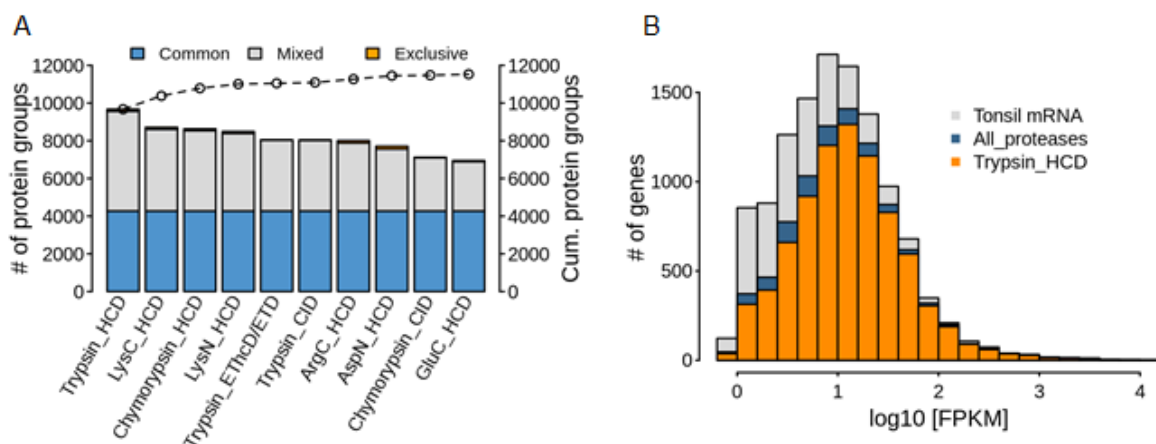 A
Common Mixed Exclusive
# of protein groups
12000
10000
8000
6000
4000
2000
0
12000
10000
8000
6000
4000
2000
0
Cum. protein groups
Trypsin_HCD
LysC_HCD
Chymorypsin_HCD
LysN_HCD
Trypsin_EThcD/ETD
Trypsin_CID
ArgC_HCD
AspN_HCD
Chymorypsin_CID
GluC_HCD
B
# of genes
1500
1000
500
0
Tonsil mRNA
All_proteases
Trypsin_HCD
0 1 2 3 4
log10 [FPKM]